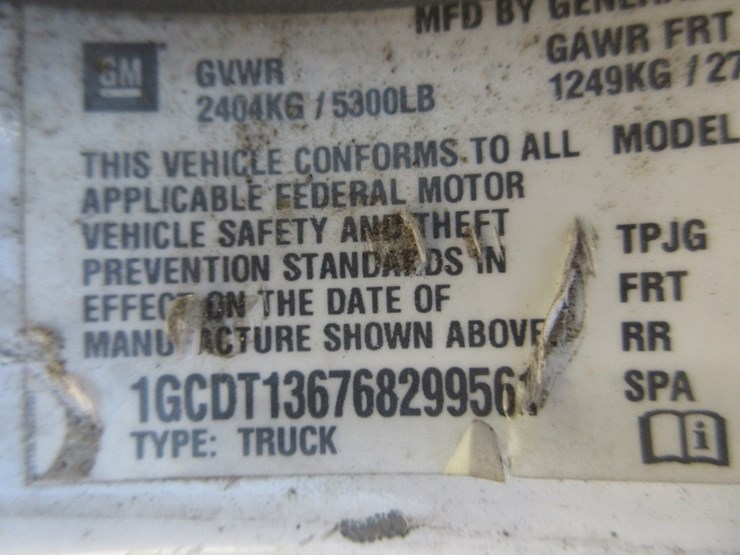 MFD BY GENER
GM
GVWR
GAWR FRT
2404KG / 5300LB
1249KG / 27
THIS VEHICLE CONFORMS TO ALL
MODEL
APPLICABLE FEDERAL MOTOR
VEHICLE SAFETY AND THEFT
TPJG
PREVENTION STANDARDS IN
FRT
EFFECT ON THE DATE OF
MANUFACTURE SHOWN ABOVE
RR
1GCDT136768299561
SPA
TYPE: TRUCK
i